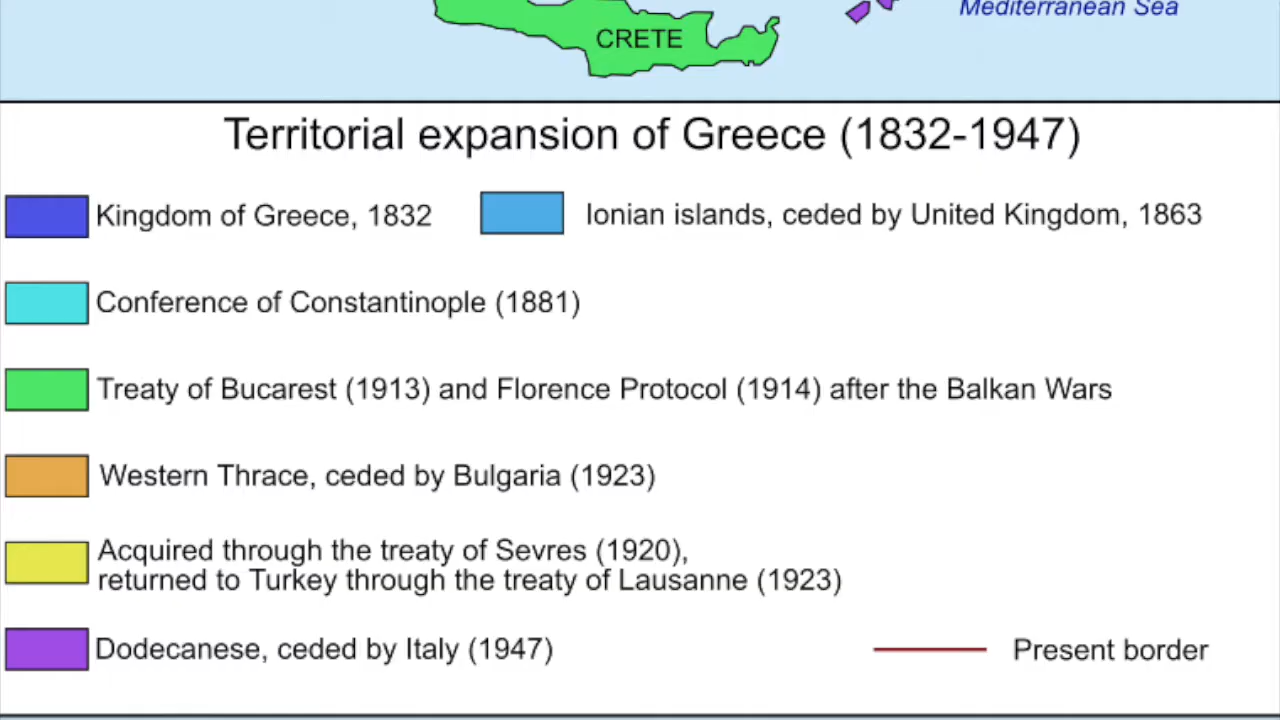 Mediterranean Sea
CRETE
Territorial expansion of Greece (1832-1947)
Kingdom of Greece, 1832
Ionian islands, ceded by United Kingdom, 1863
Conference of Constantinople (1881)
Treaty of Bucarest (1913) and Florence Protocol (1914) after the Balkan Wars
Western Thrace, ceded by Bulgaria (1923)
Acquired through the treaty of Sevres (1920),
returned to Turkey through the treaty of Lausanne (1923)
Dodecanese, ceded by Italy (1947)
Present border